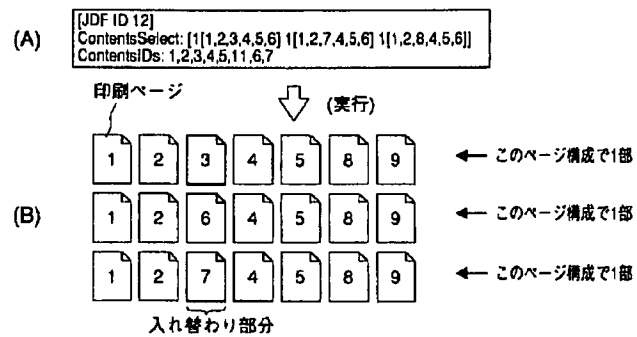 [JDF ID 12]
(A)
ContentsSelect: [1[1,2,3,4,5,6] 1[1,2,7,4,5,6] 1[1,2,8,4,5,6]]
ContentsIDs: 1,2,3,4,5,11,6,7
印刷ページ
(実行)
1 2 3 4 5 8 9 このページ構成で1部
(B)
1 2 6 4 5 8 9 このページ構成で1部
1 2 7 4 5 8 9 このページ構成で1部
入れ替わり部分